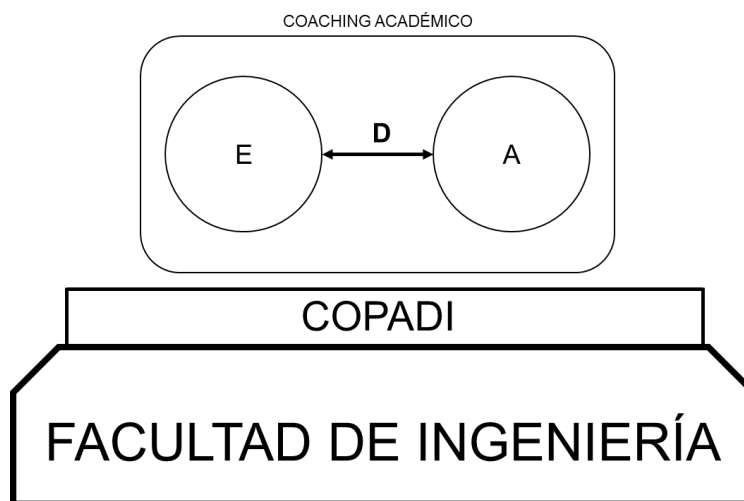 COACHING ACADÉMICO
D
E
A
COPADI
FACULTAD DE INGENIERÍA